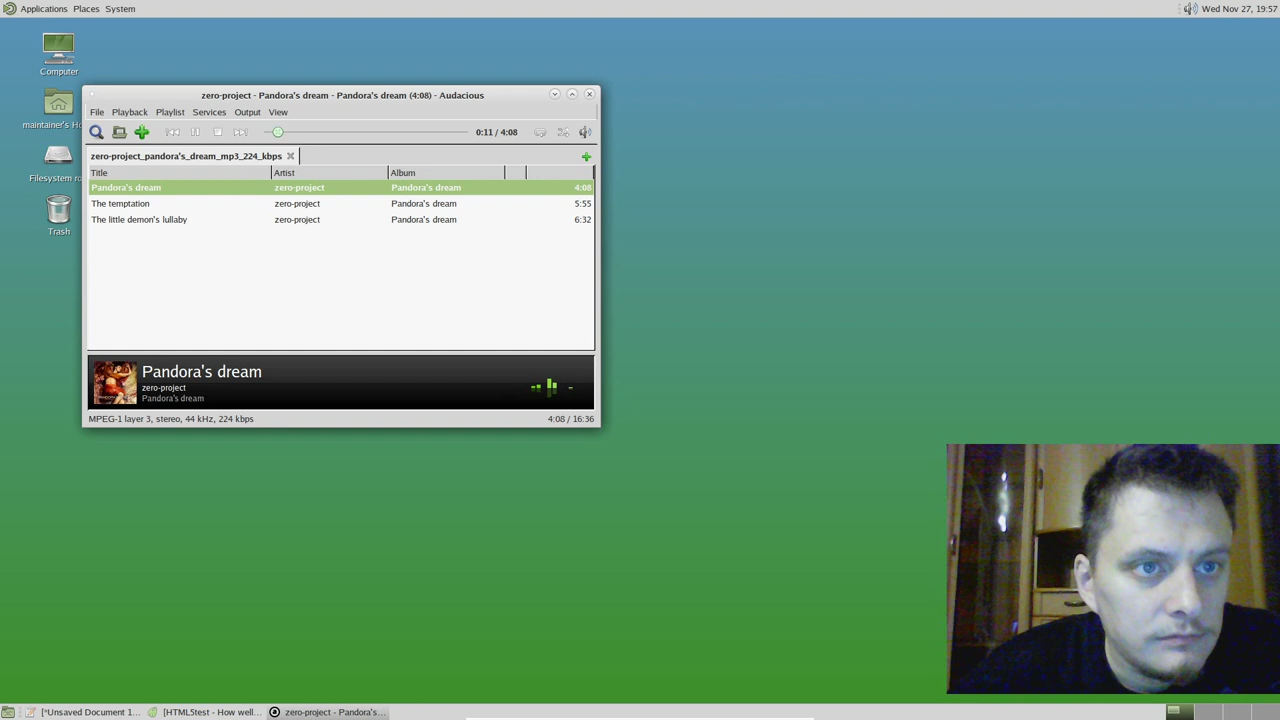 Applications Places System
Wed Nov 27, 19:57
Computer
maintainer's Ho
Filesystem ro
Trash
zero-project - Pandora's dream - Pandora's dream (4:08) - Audacious
File Playback Playlist Services Output View
0:11 / 4:08
zero-project_pandora's_dream_mp3_224_kbps
Title Artist Album
Pandora's dream zero-project Pandora's dream 4:08
The temptation zero-project Pandora's dream 5:55
The little demon's lullaby zero-project Pandora's dream 6:32
Pandora's dream
zero-project
Pandora's dream
MPEG-1 layer 3, stereo, 44 kHz, 224 kbps 4:08 / 16:36
[*Unsaved Document 1... [HTML5test - How well... zero-project - Pandora's...